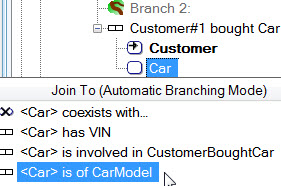 Branch 2:
Customer#1 bought Car
Customer
Car
Join To (Automatic Branching Mode)
<Car> coexists with...
<Car> has VIN
<Car> is involved in CustomerBoughtCar
<Car> is of CarModel